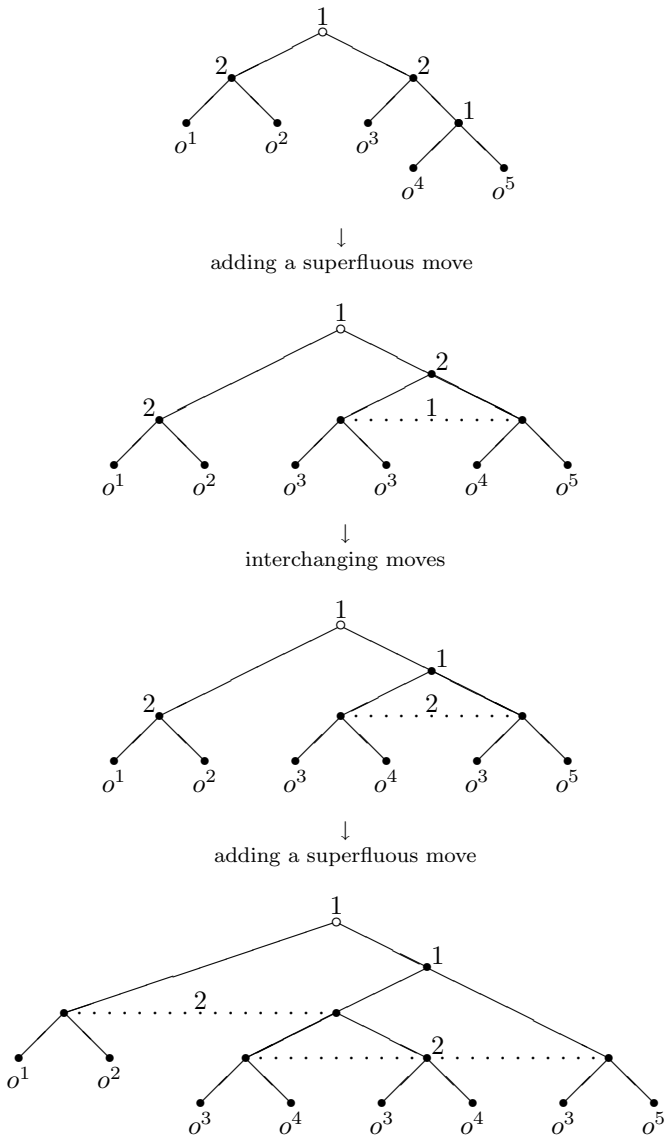 1
2 2
1
o¹ o² o³
o⁴ o⁵
↓
adding a superfluous move
1
2
2 1
o¹ o² o³ o³ o⁴ o⁵
↓
interchanging moves
1
1
2 2
o¹ o² o³ o⁴ o³ o⁵
↓
adding a superfluous move
1
1
2
2
o¹ o²
o³ o⁴ o³ o⁴ o³ o⁵